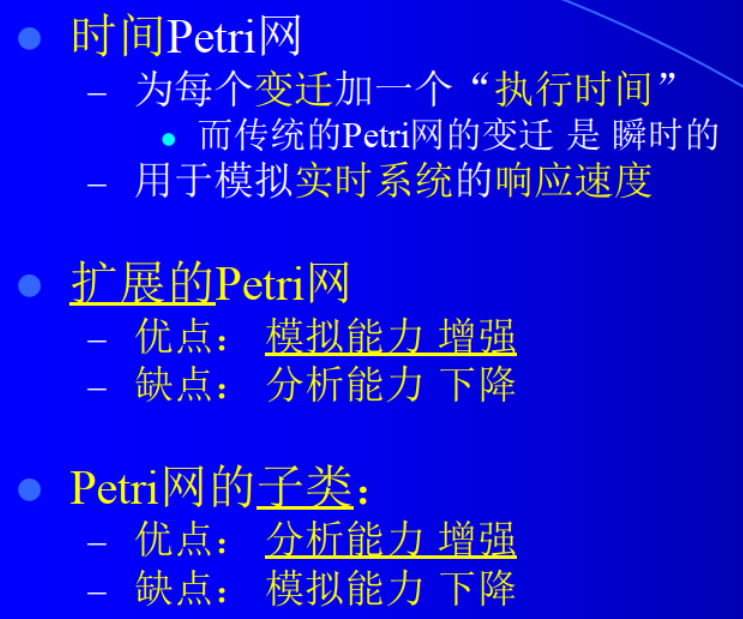 时间Petri网
– 为每个变迁加一个“执行时间”
而传统的Petri网的变迁 是 瞬时的
– 用于模拟实时系统的响应速度
扩展的Petri网
– 优点： 模拟能力 增强
– 缺点： 分析能力 下降
Petri网的子类：
– 优点： 分析能力 增强
– 缺点： 模拟能力 下降